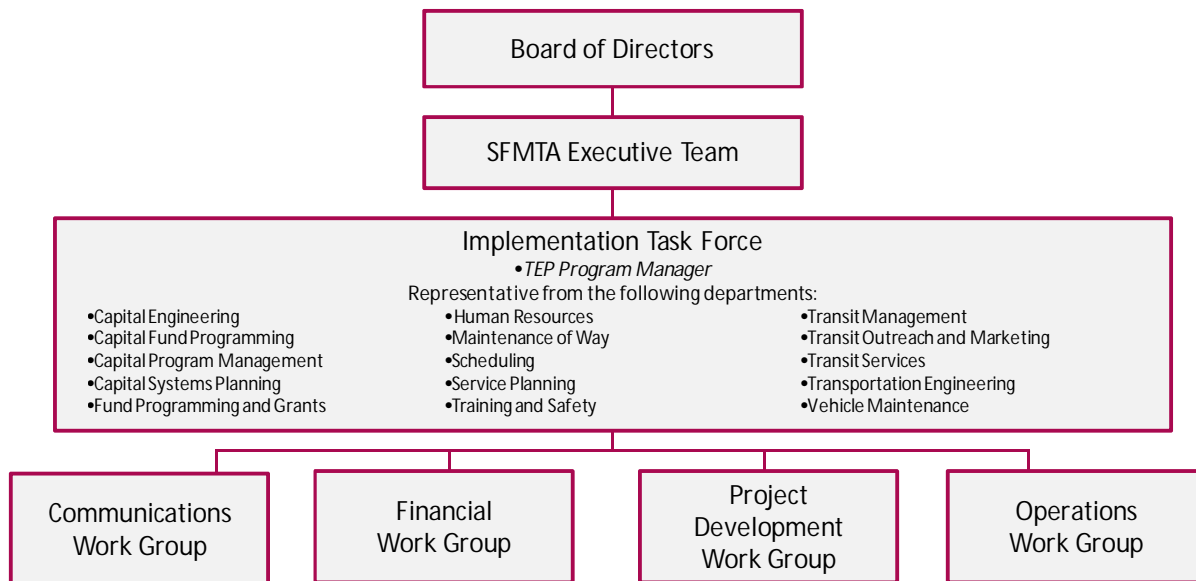 Board of Directors
SFMTA Executive Team
Implementation Task Force
•TEP Program Manager
Representative from the following departments:
•Capital Engineering
•Capital Fund Programming
•Capital Program Management
•Capital Systems Planning
•Fund Programming and Grants
•Human Resources
•Maintenance of Way
•Scheduling
•Service Planning
•Training and Safety
•Transit Management
•Transit Outreach and Marketing
•Transit Services
•Transportation Engineering
•Vehicle Maintenance
Communications
Work Group
Financial
Work Group
Project
Development
Work Group
Operations
Work Group